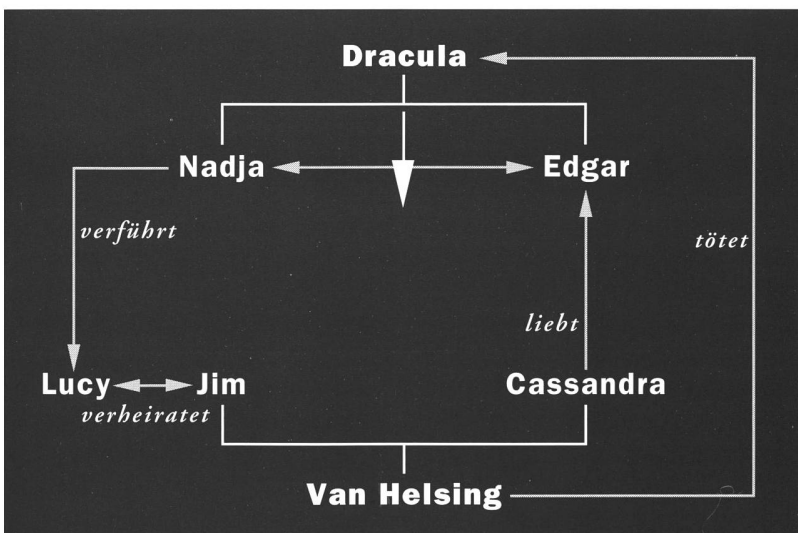 Dracula
Nadja
Edgar
verführt
tötet
liebt
Lucy
Jim
Cassandra
verheiratet
Van Helsing